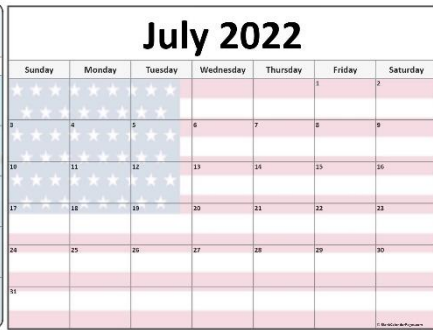 July 2022
Sunday Monday Tuesday Wednesday Thursday Friday Saturday
1 2
3 4 5 6 7 8 9
10 11 12 13 14 15 16
17 18 19 20 21 22 23
24 25 26 27 28 29 30
31